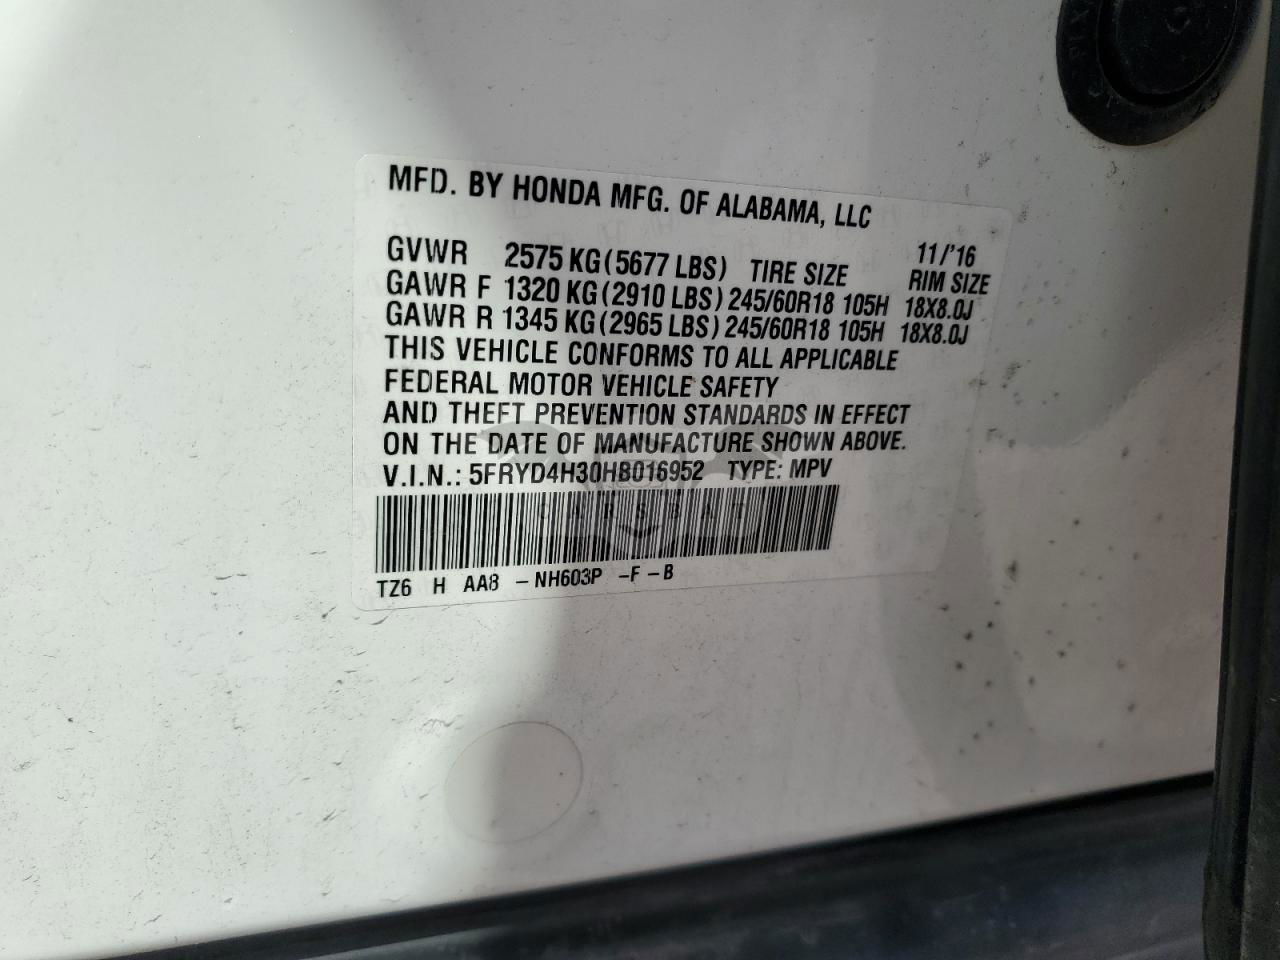 MFD. BY HONDA MFG. OF ALABAMA, LLC
11/'16
GVWR 2575 KG (5677 LBS) TIRE SIZE RIM SIZE
GAWR F 1320 KG (2910 LBS) 245/60R18 105H 18X8.0J
GAWR R 1345 KG (2965 LBS) 245/60R18 105H 18X8.0J
THIS VEHICLE CONFORMS TO ALL APPLICABLE
FEDERAL MOTOR VEHICLE SAFETY
AND THEFT PREVENTION STANDARDS IN EFFECT
ON THE DATE OF MANUFACTURE SHOWN ABOVE.
V.I.N.: 5FRYD4H30HB016952 TYPE: MPV
CARSBAT
TZ6 H AA8 -NH603P -F-B